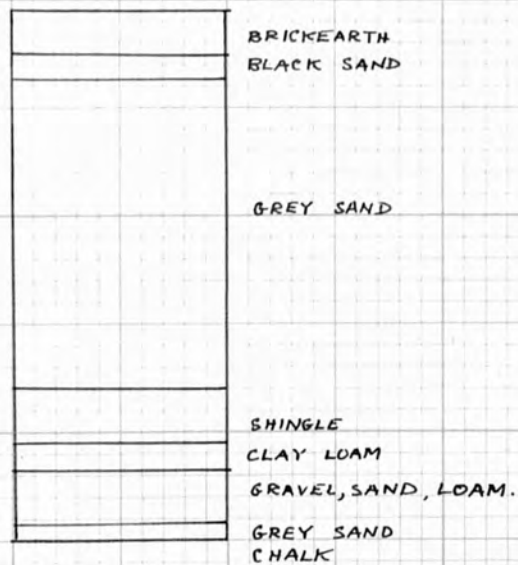 BRICKEARTH
BLACK SAND
GREY SAND
SHINGLE
CLAY LOAM
GRAVEL, SAND, LOAM.
GREY SAND
CHALK